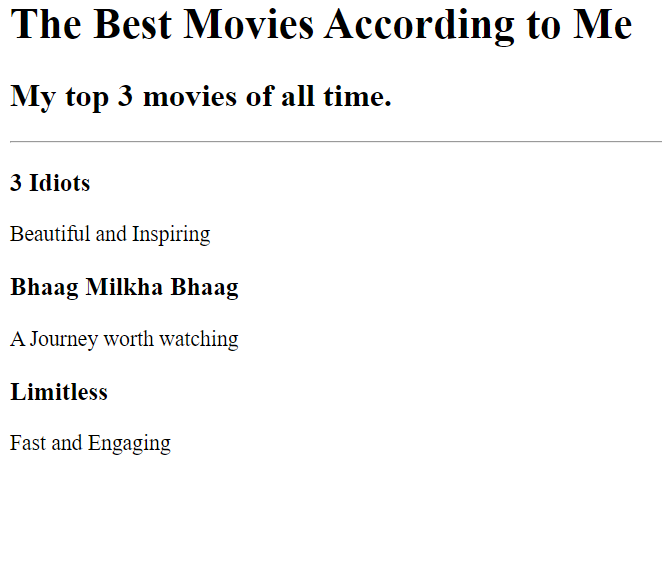 The Best Movies According to Me
My top 3 movies of all time.
3 Idiots
Beautiful and Inspiring
Bhaag Milkha Bhaag
A Journey worth watching
Limitless
Fast and Engaging